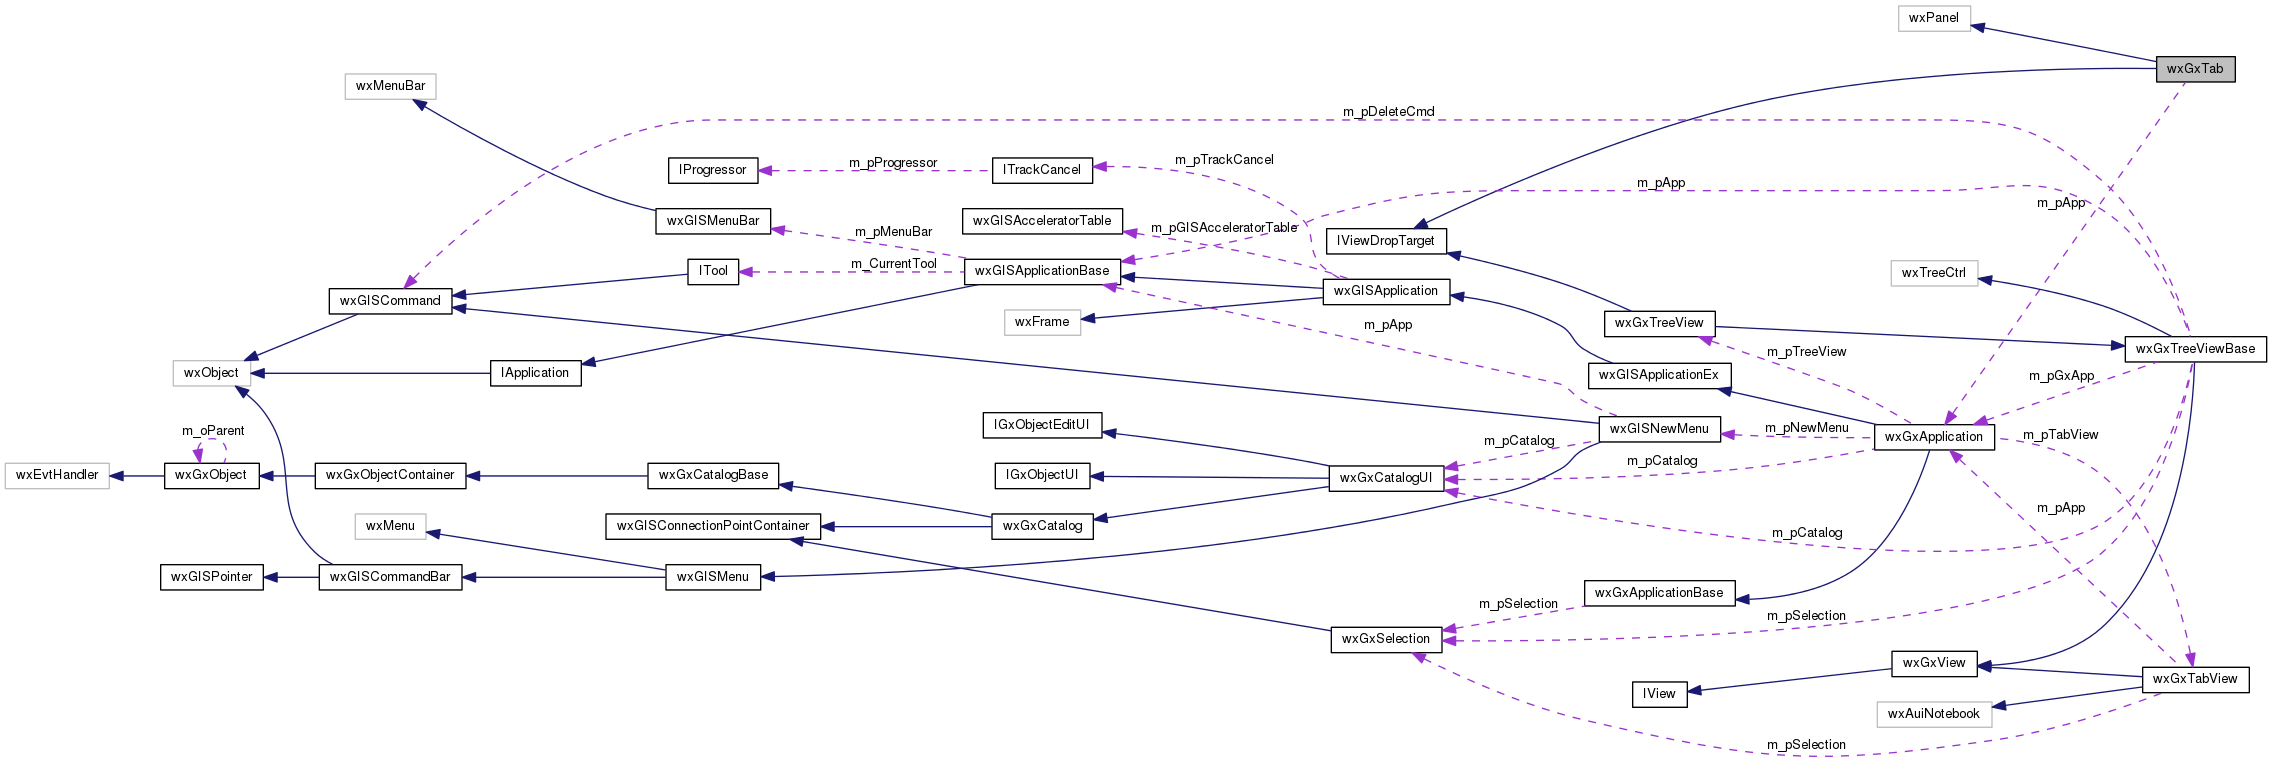 wxPanel
wxGxTab
wxMenuBar
m_pDeleteCmd
m_pTrackCancel
IProgressor
m_pProgressor
ITrackCancel
m_pApp
m_pApp
wxGISMenuBar
wxGISAcceleratorTable
m_pGISAcceleratorTable
m_pMenuBar
IViewDropTarget
m_CurrentTool
ITool
wxGISApplicationBase
wxTreeCtrl
wxGISCommand
wxGISApplication
wxFrame
m_pApp
wxGxTreeView
wxGxTreeViewBase
m_pTreeView
wxObject
IApplication
wxGISApplicationEx
m_pGxApp
IGxObjectEditUI
wxGISNewMenu
m_pNewMenu
wxGxApplication
m_pTabView
m_oParent
m_pCatalog
m_pCatalog
wxEvtHandler
wxGxObject
wxGxObjectContainer
wxGxCatalogBase
IGxObjectUI
wxGxCatalogUI
m_pApp
wxMenu
wxGISConnectionPointContainer
wxGxCatalog
m_pCatalog
wxGISPointer
wxGISCommandBar
wxGISMenu
wxGxApplicationBase
m_pSelection
m_pSelection
wxGxSelection
wxGxView
IView
wxGxTabView
wxAuiNotebook
m_pSelection